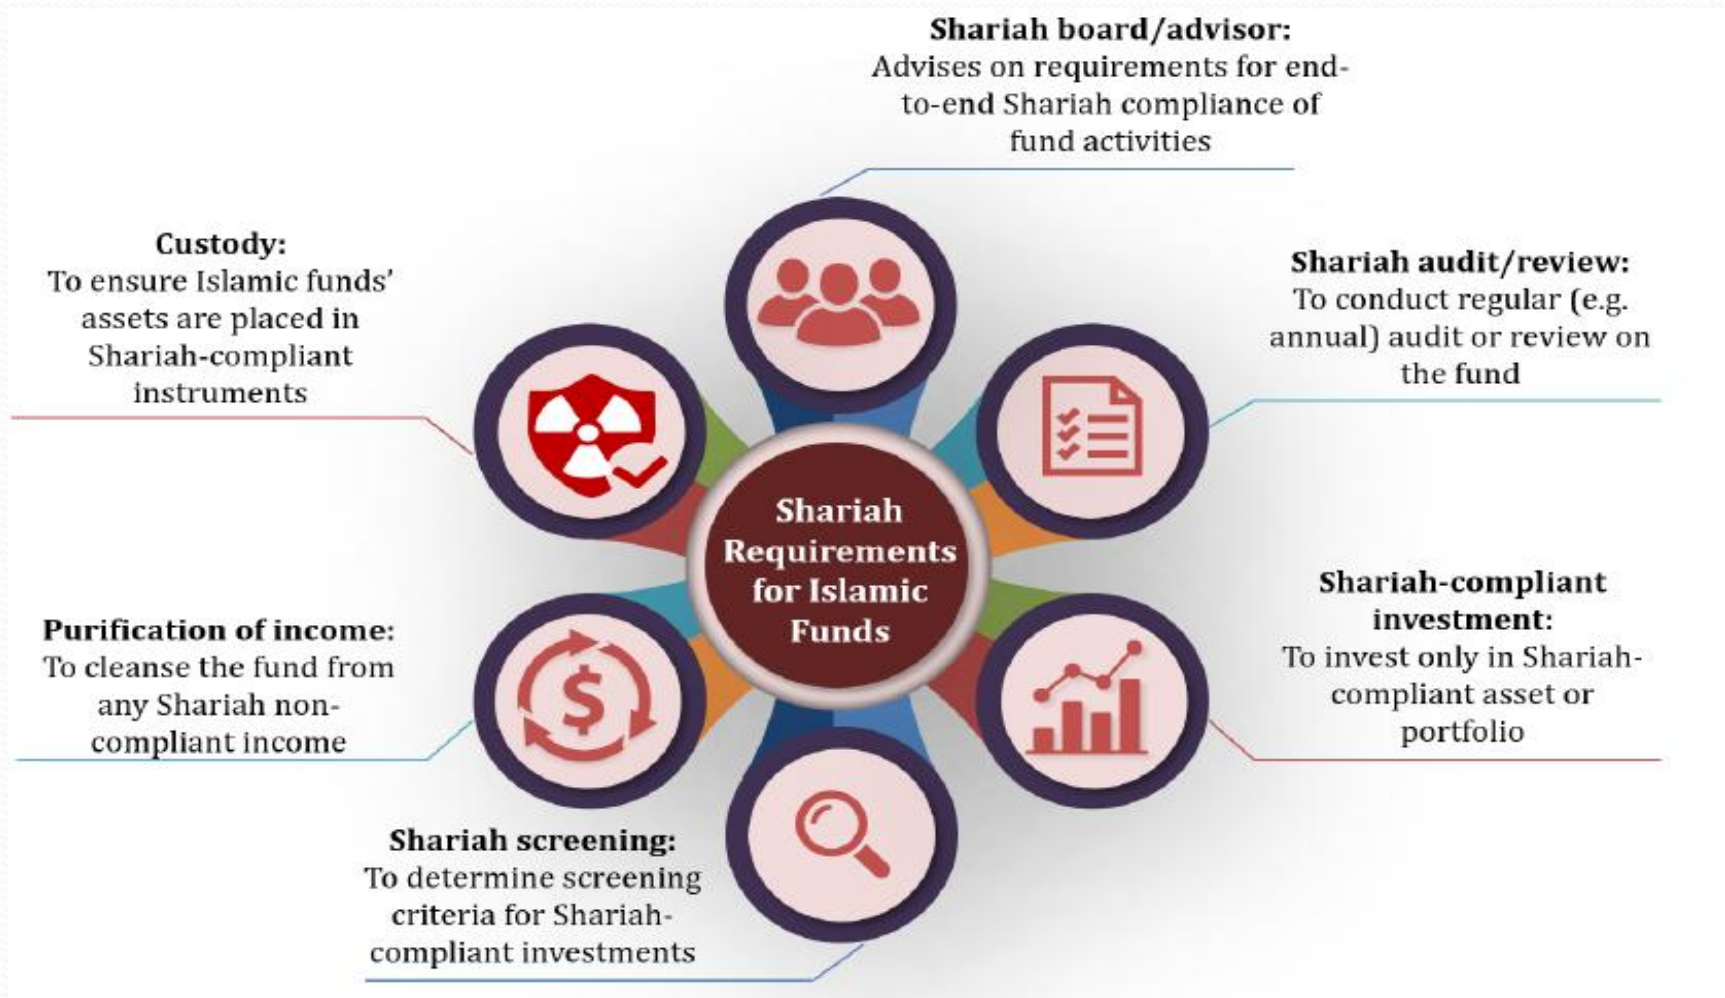 Shariah board/advisor:
Advises on requirements for end-
to-end Shariah compliance of
fund activities
Custody:
To ensure Islamic funds'
assets are placed in
Shariah-compliant
instruments
Shariah audit/review:
To conduct regular (e.g.
annual) audit or review on
the fund
Shariah
Requirements
for Islamic
Funds
Shariah-compliant
investment:
To invest only in Shariah-
compliant asset or
portfolio
Purification of income:
To cleanse the fund from
any Shariah non-
compliant income
$
Shariah screening:
To determine screening
criteria for Shariah-
compliant investments